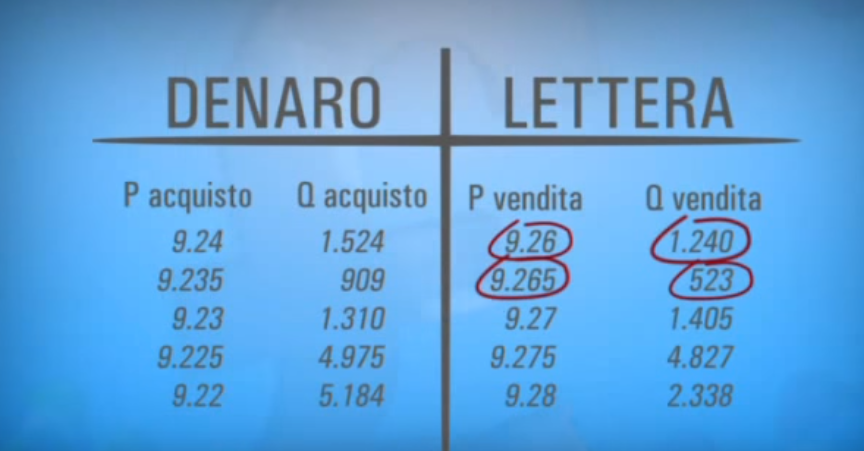 DENARO LETTERA
P acquisto Q acquisto P vendita Q vendita
9.24 1.524 9.26 1.240
9.235 909 9.265 523
9.23 1.310 9.27 1.405
9.225 4.975 9.275 4.827
9.22 5.184 9.28 2.338